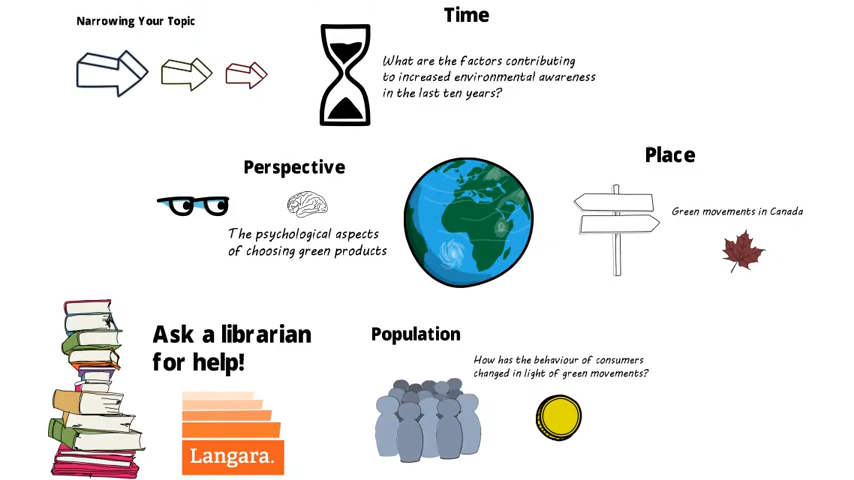 Narrowing Your Topic
Time
What are the factors contributing
to increased environmental awareness
in the last ten years?
Perspective
The psychological aspects
of choosing green products
Place
Green movements in Canada
Ask a librarian
for help!
Langara.
Population
How has the behaviour of consumers
changed in light of green movements?